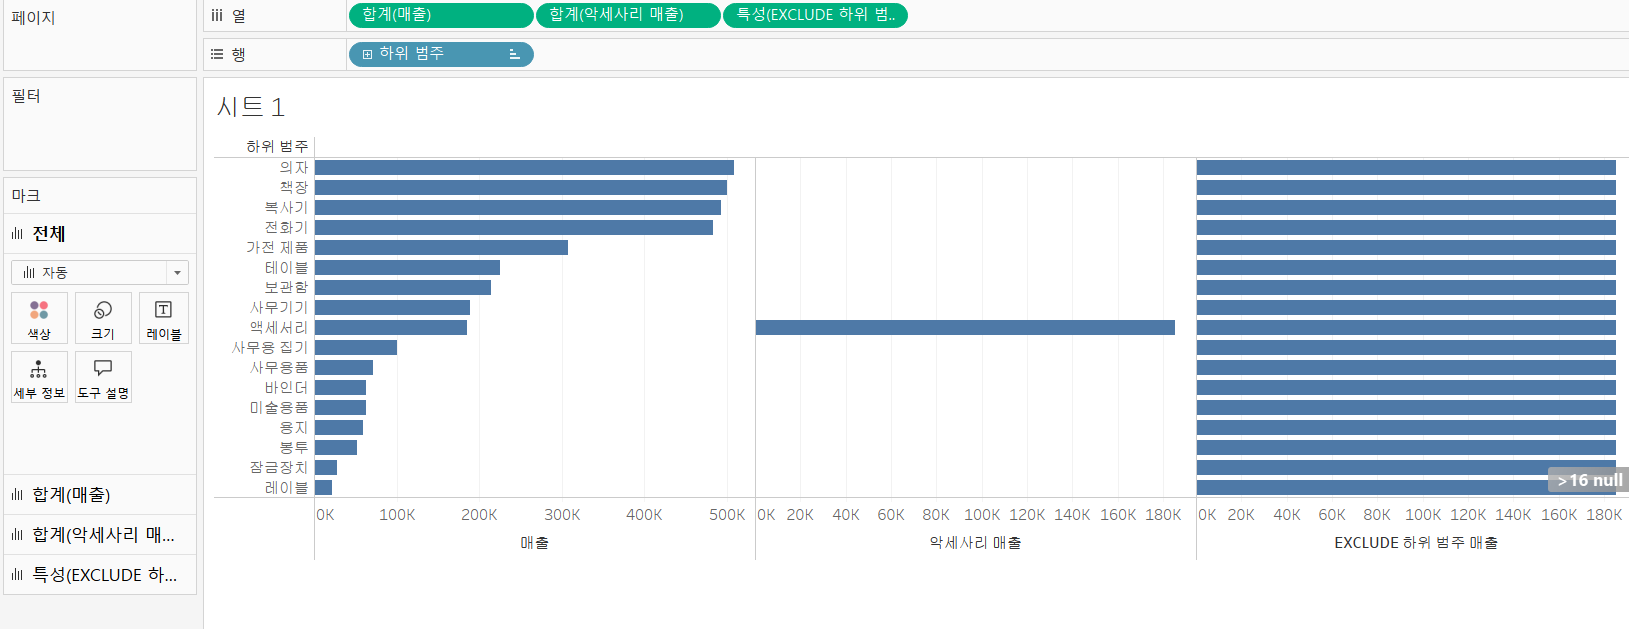 페이지
필터
마크
전체
자동
색상
크기
레이블
세부 정보
도구 설명
합계(매출)
합계(악세사리 매...
특성(EXCLUDE 하...
열
합계(매출)
합계(악세사리 매출)
특성(EXCLUDE 하위 범..
행
하위 범주
시트 1
하위 범주
의자
책장
복사기
전화기
가전 제품
테이블
보관함
사무기기
액세서리
사무용 집기
사무용품
바인더
미술용품
용지
봉투
잠금장치
레이블
>16 null
0K 100K 200K 300K 400K 500K
0K 20K 40K 60K 80K 100K 120K 140K 160K 180K
0K 20K 40K 60K 80K 100K 120K 140K 160K 180K
매출
악세사리 매출
EXCLUDE 하위 범주 매출